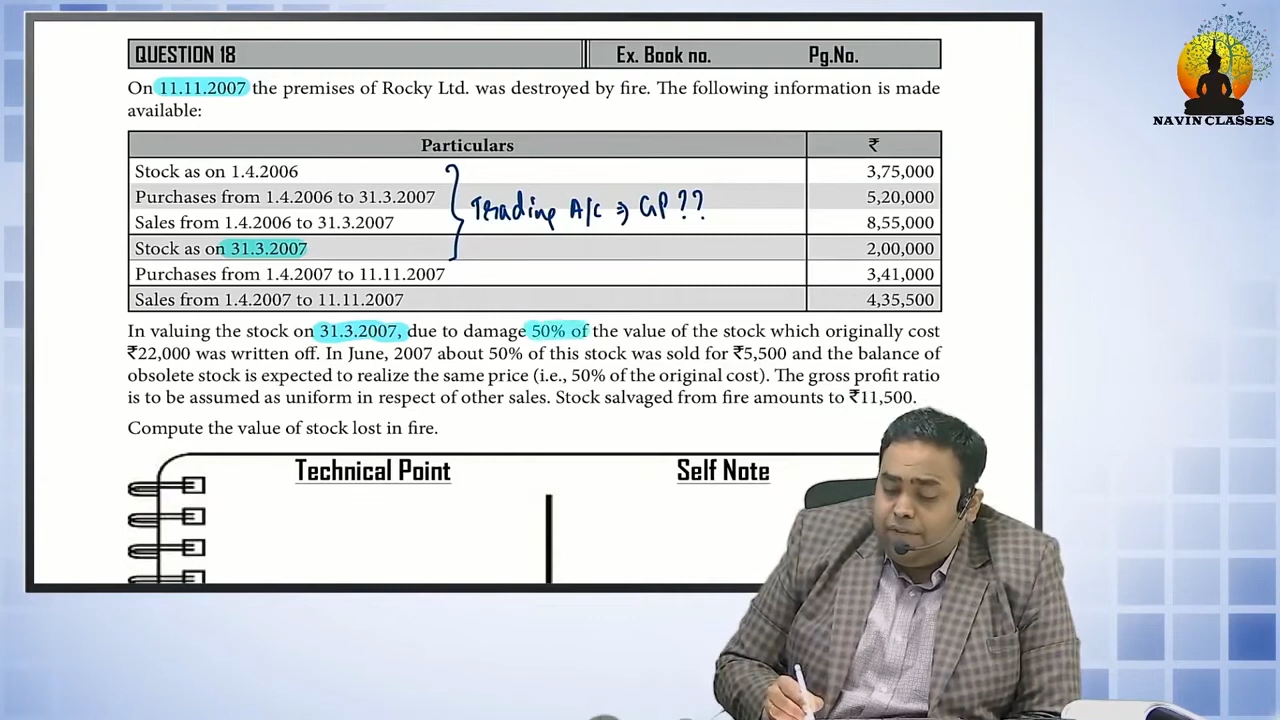 QUESTION 18 Ex. Book no. Pg.No.
On 11.11.2007 the premises of Rocky Ltd. was destroyed by fire. The following information is made
available:
Particulars ₹
Stock as on 1.4.2006 3,75,000
Purchases from 1.4.2006 to 31.3.2007 5,20,000
Sales from 1.4.2006 to 31.3.2007 8,55,000
Stock as on 31.3.2007 2,00,000
Purchases from 1.4.2007 to 11.11.2007 3,41,000
Sales from 1.4.2007 to 11.11.2007 4,35,500
Trading A/C ⇒ GP ??
In valuing the stock on 31.3.2007, due to damage 50% of the value of the stock which originally cost
₹22,000 was written off. In June, 2007 about 50% of this stock was sold for ₹5,500 and the balance of
obsolete stock is expected to realize the same price (i.e., 50% of the original cost). The gross profit ratio
is to be assumed as uniform in respect of other sales. Stock salvaged from fire amounts to ₹11,500.
Compute the value of stock lost in fire.
Technical Point Self Note
NAVIN CLASSES